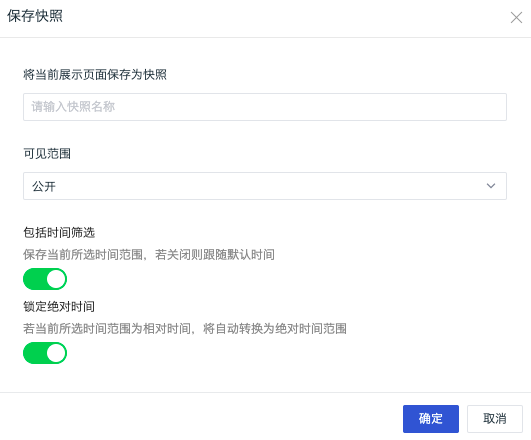 保存快照
将当前展示页面保存为快照
请输入快照名称
可见范围
公开
包括时间筛选
保存当前所选时间范围，若关闭则跟随默认时间
锁定绝对时间
若当前所选时间范围为相对时间，将自动转换为绝对时间范围
确定 取消